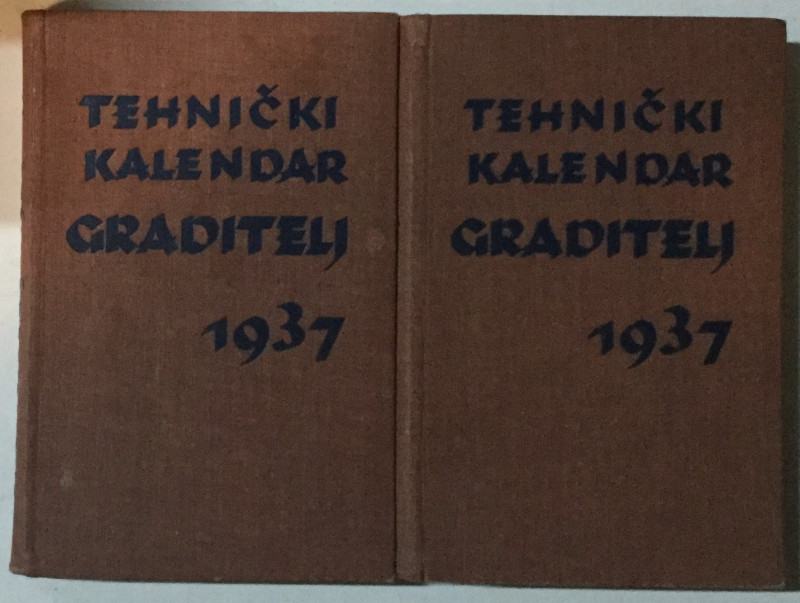 TEHNIČKI
KALENDAR
GRADITELJ
1937
TEHNIČKI
KALENDAR
GRADITELJ
1937